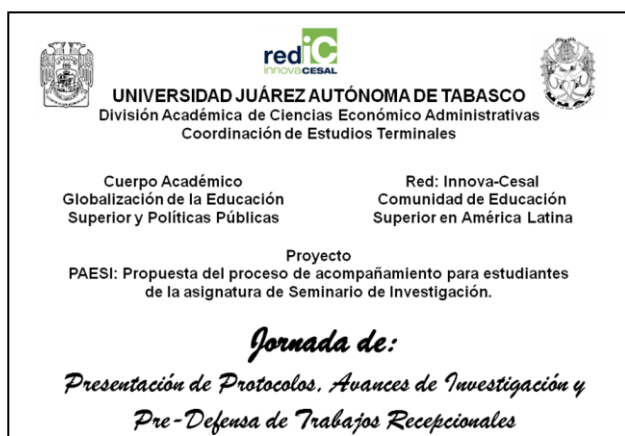 red iC
innovaCESAL
UNIVERSIDAD JUÁREZ AUTÓNOMA DE TABASCO
División Académica de Ciencias Económico Administrativas
Coordinación de Estudios Terminales
Cuerpo Académico
Globalización de la Educación
Superior y Políticas Públicas
Red: Innova-Cesal
Comunidad de Educación
Superior en América Latina
Proyecto
PAESI: Propuesta del proceso de acompañamiento para estudiantes
de la asignatura de Seminario de Investigación.
Jornada de:
Presentación de Protocolos, Avances de Investigación y
Pre-Defensa de Trabajos Recepcionales